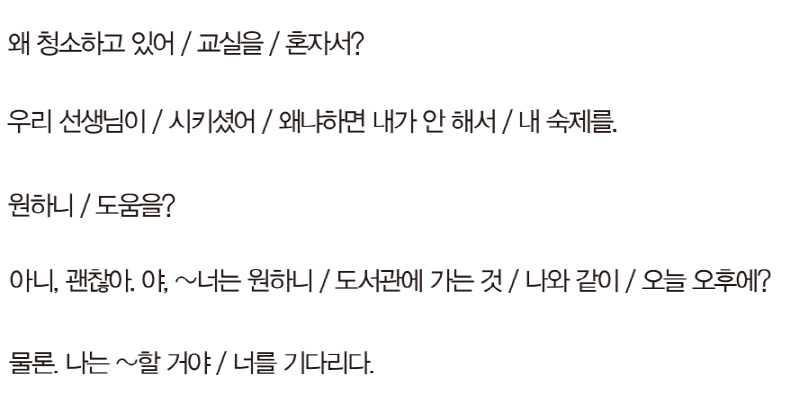 왜 청소하고 있어 / 교실을 / 혼자서?
우리 선생님이 / 시키셨어 / 왜냐하면 내가 안 해서 / 내 숙제를.
원하니 / 도움을?
아니, 괜찮아. 야, ~너는 원하니 / 도서관에 가는 것 / 나와 같이 / 오늘 오후에?
물론. 나는 ~할 거야 / 너를 기다리다.